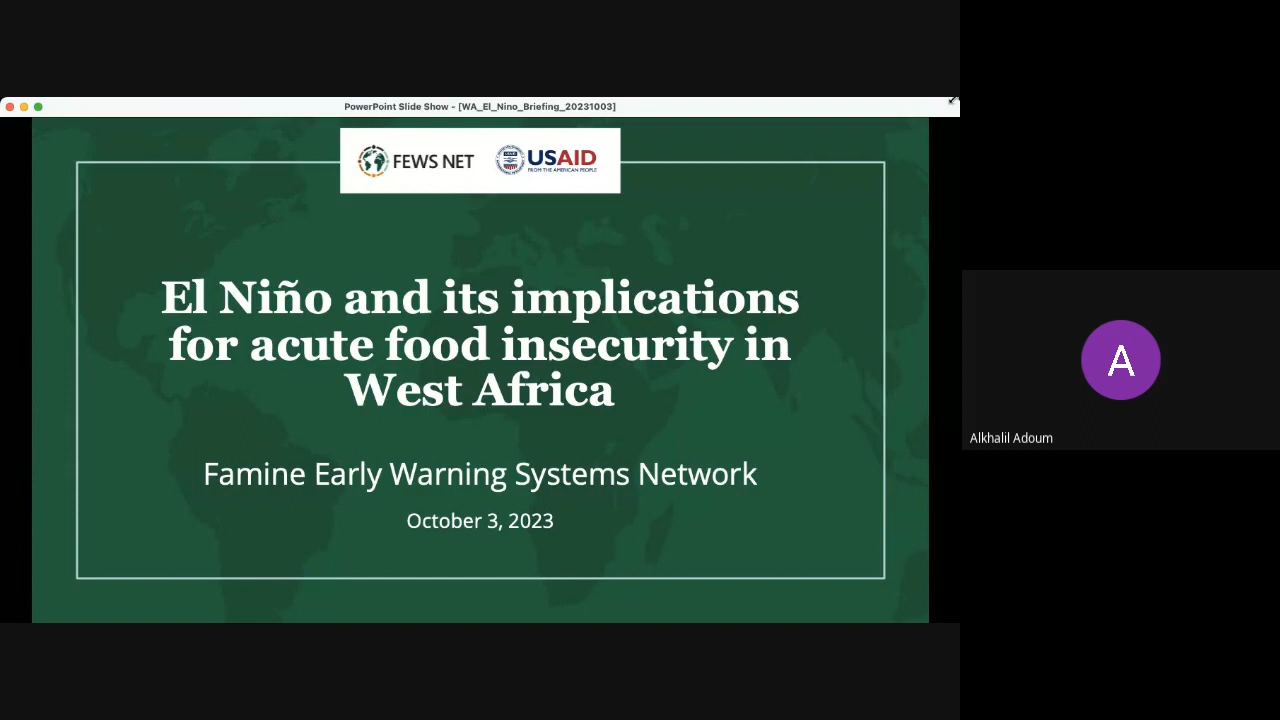 PowerPoint Slide Show - [WA_El_Nino_Briefing_20231003]
FEWS NET
USAID
FROM THE AMERICAN PEOPLE
El Niño and its implications
for acute food insecurity in
West Africa
Famine Early Warning Systems Network
October 3, 2023
A
Alkhalil Adoum